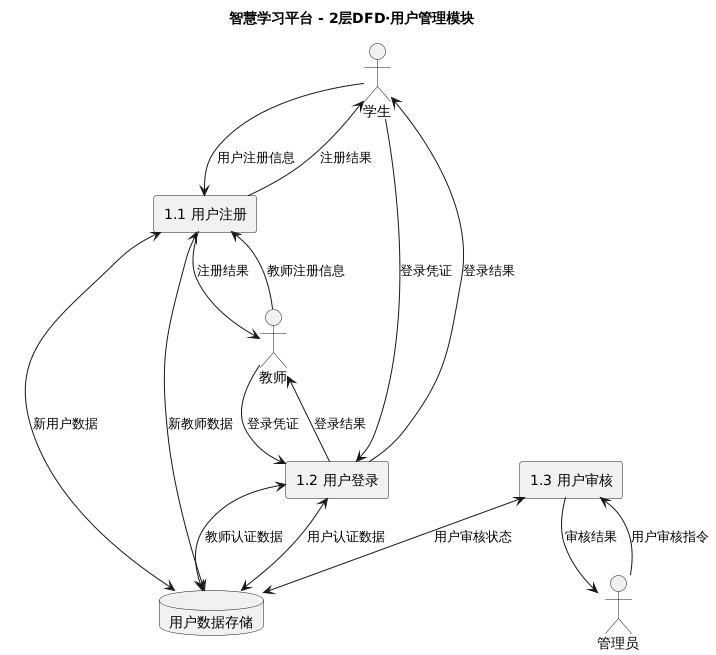 智慧学习平台 - 2层DFD·用户管理模块
学生
用户注册信息
注册结果
1.1 用户注册
注册结果
教师注册信息
登录凭证
登录结果
教师
新用户数据
新教师数据
登录凭证
登录结果
1.2 用户登录
1.3 用户审核
教师认证数据
用户认证数据
用户审核状态
审核结果
用户审核指令
用户数据存储
管理员